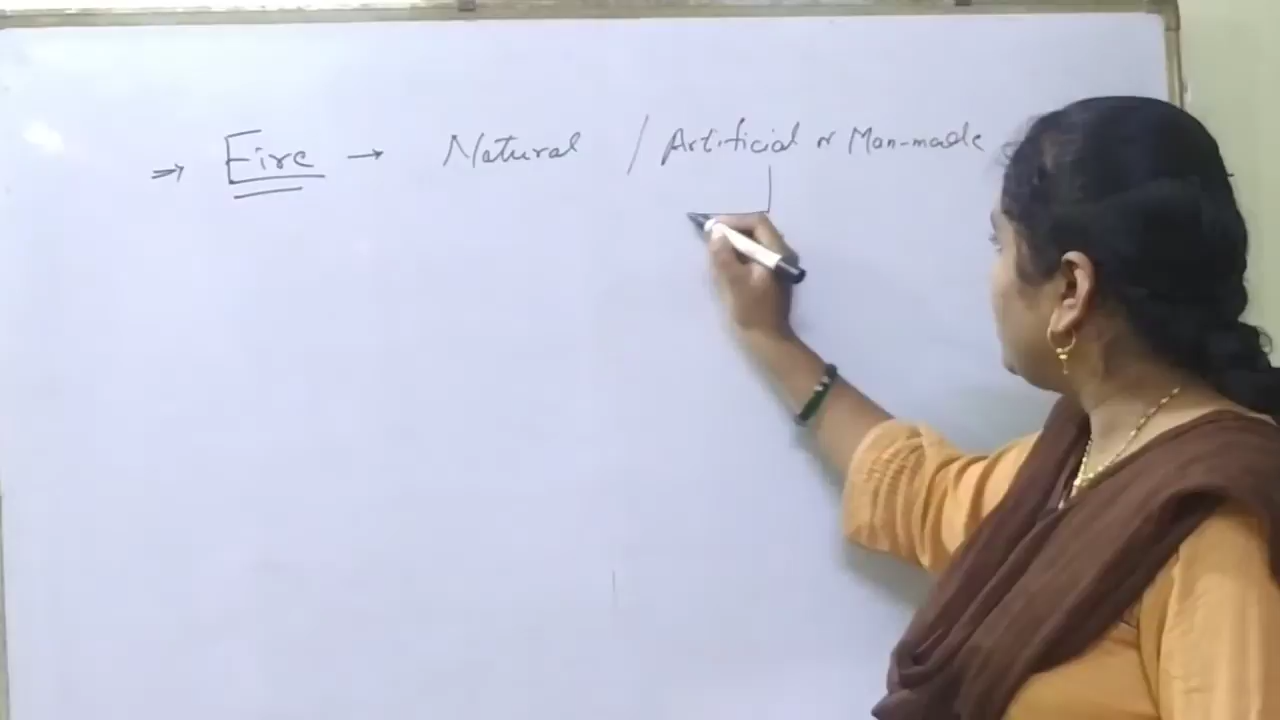 ⇒ Fire → Natural / Artificial or Man-made